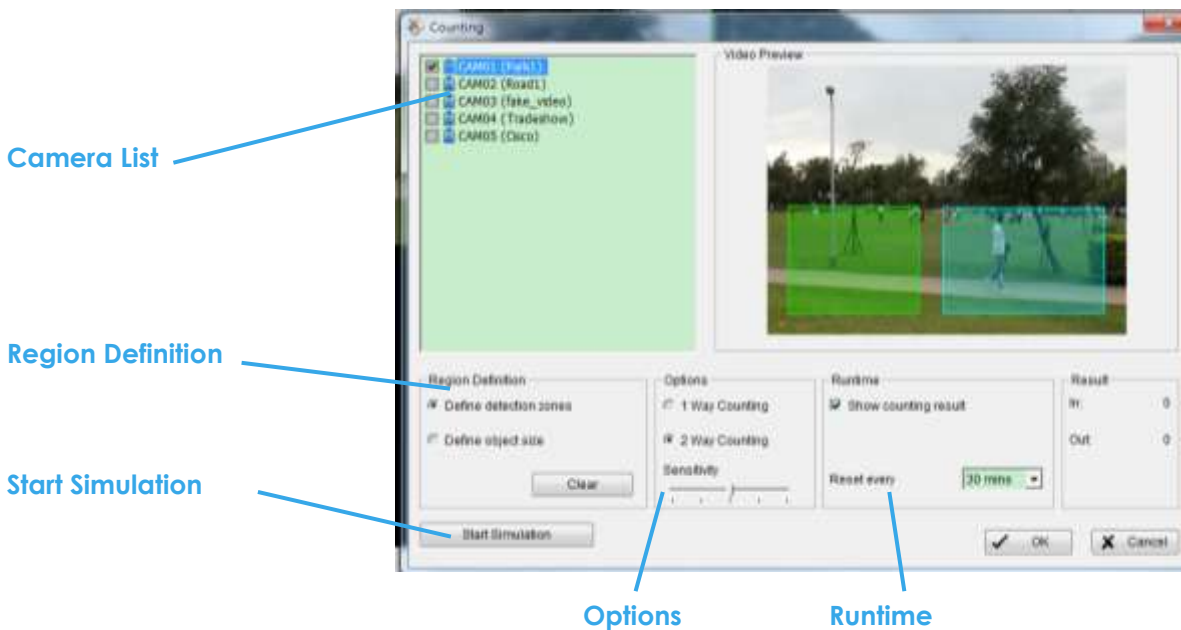 Counting
CAM01 (Park1)
CAM02 (Road1)
CAM03 (fake_video)
CAM04 (Tradeshow)
CAM05 (Cisco)
Video Preview
Camera List
Region Definition
Start Simulation
Region Definition
Define detection zones
Define object size
Clear
Options
1 Way Counting
2 Way Counting
Sensitivity
Runtime
Show counting result
Reset every
30 mins
Result
In: 0
Out: 0
Start Simulation
OK
Cancel
Options
Runtime